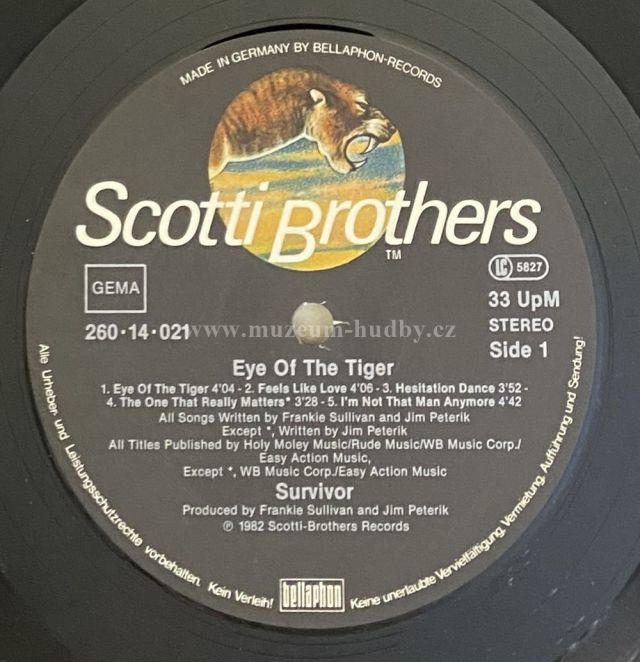 MADE IN GERMANY BY BELLAPHON-RECORDS
Scotti Brothers
TM
GEMA
LC 5827
260·14·021
33 UpM
STEREO
Side 1
www.muzeum-hudby.cz
Eye Of The Tiger
1. Eye Of The Tiger 4'04 - 2. Feels Like Love 4'06 - 3. Hesitation Dance 3'52 -
4. The One That Really Matters* 3'28 - 5. I'm Not That Man Anymore 4'42
All Songs Written by Frankie Sullivan and Jim Peterik
Except *, Written by Jim Peterik
All Titles Published by Holy Moley Music/Rude Music/WB Music Corp./
Easy Action Music,
Except *, WB Music Corp./Easy Action Music
Survivor
Produced by Frankie Sullivan and Jim Peterik
℗ 1982 Scotti-Brothers Records
Alle Urheber- und Leistungsschutzrechte vorbehalten. Kein Verleih!
bellaphon
Keine unerlaubte Vervielfältigung, Vermietung, Aufführung und Sendung!